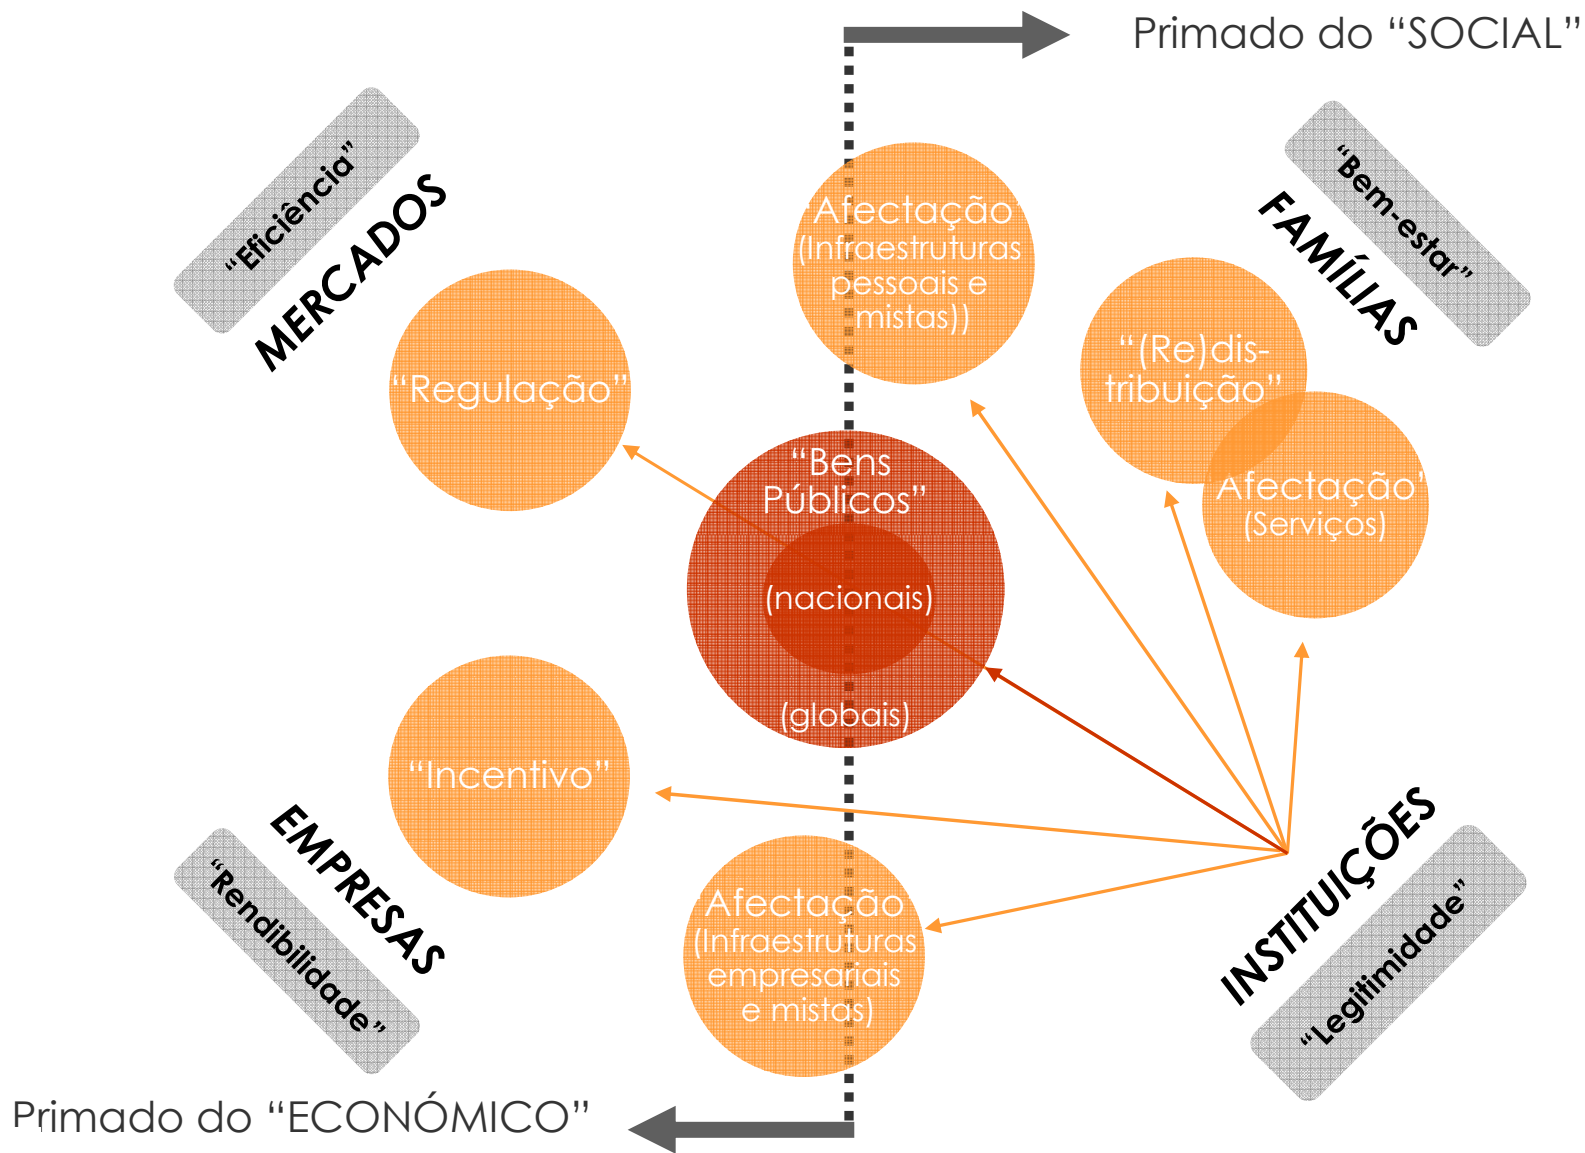 Primado do “SOCIAL”
“Eficiência”
MERCADOS
“Bem-estar”
FAMÍLIAS
Afectação
(Infraestruturas
pessoais e
mistas))
“(Re)dis-
tribuição”
“Regulação”
Afectação’
(Serviços)
“Bens
Públicos”
(nacionais)
(globais)
“Incentivo”
EMPRESAS
“Rendibilidade”
Afectação
(Infraestruturas
empresariais
e mistas)
INSTITUIÇÕES
“Legitimidade”
Primado do “ECONÓMICO”